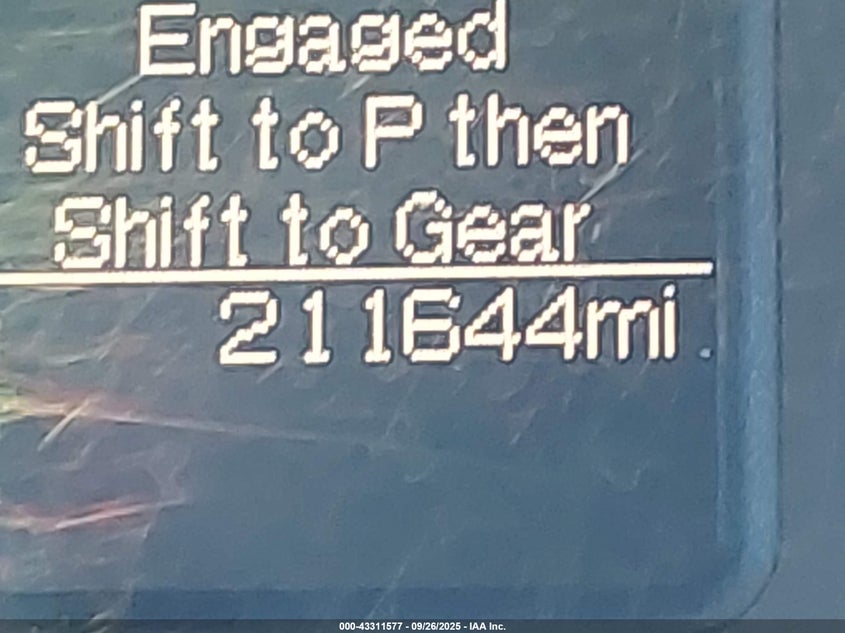 Engaged
Shift to P then
Shift to Gear
211644mi
000-43311577 - 09/26/2025 - IAA Inc.